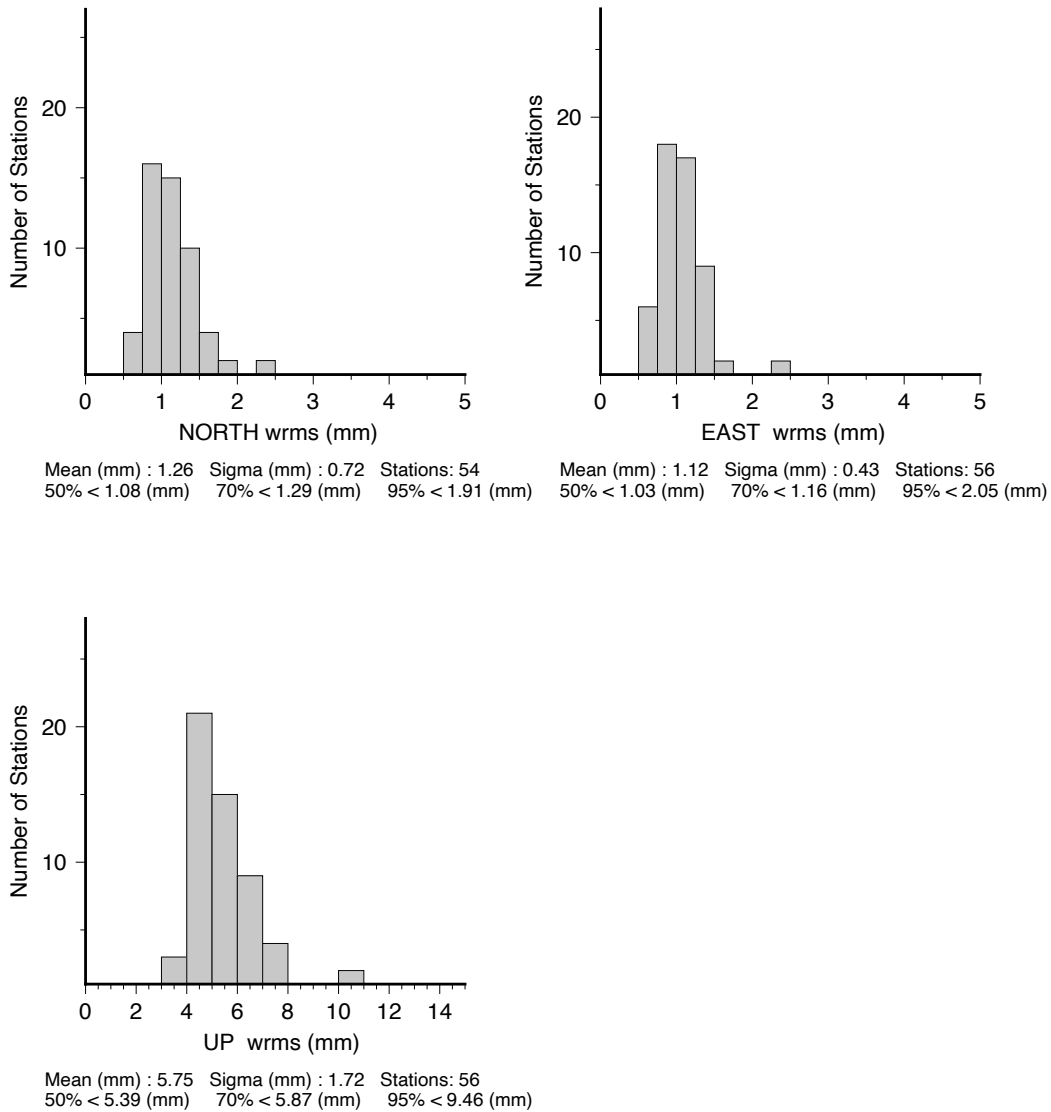 Number of Stations
20
10
0 1 2 3 4 5
NORTH wrms (mm)
Mean (mm) : 1.26 Sigma (mm) : 0.72 Stations: 54
50% < 1.08 (mm) 70% < 1.29 (mm) 95% < 1.91 (mm)
Number of Stations
20
10
0 1 2 3 4 5
EAST wrms (mm)
Mean (mm) : 1.12 Sigma (mm) : 0.43 Stations: 56
50% < 1.03 (mm) 70% < 1.16 (mm) 95% < 2.05 (mm)
Number of Stations
20
10
0 2 4 6 8 10 12 14
UP wrms (mm)
Mean (mm) : 5.75 Sigma (mm) : 1.72 Stations: 56
50% < 5.39 (mm) 70% < 5.87 (mm) 95% < 9.46 (mm)